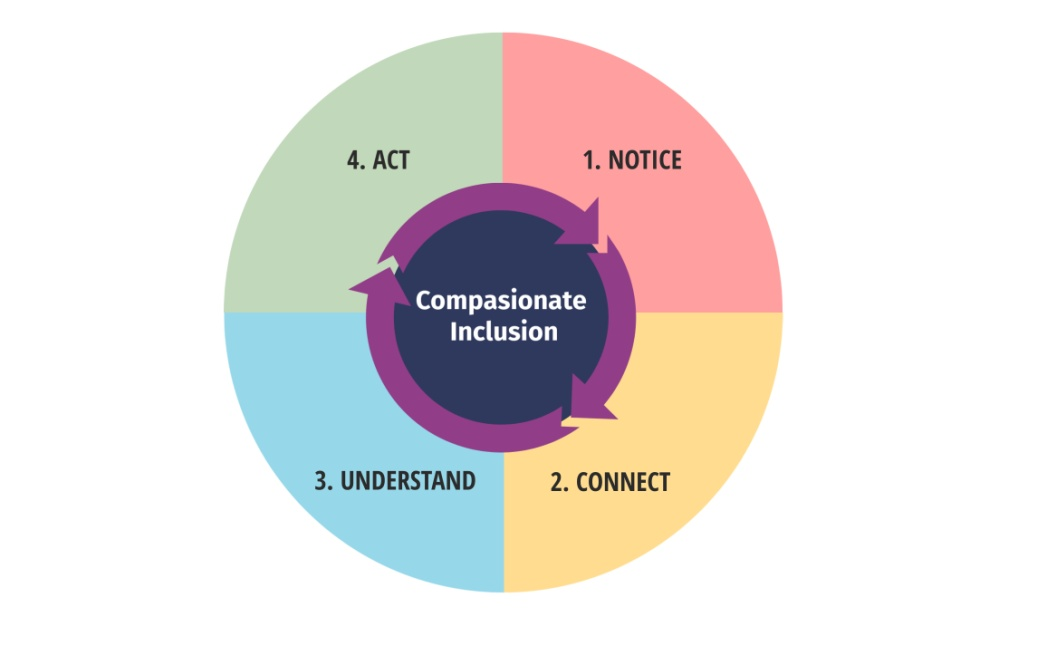 4. ACT
1. NOTICE
Compasionate
Inclusion
3. UNDERSTAND
2. CONNECT